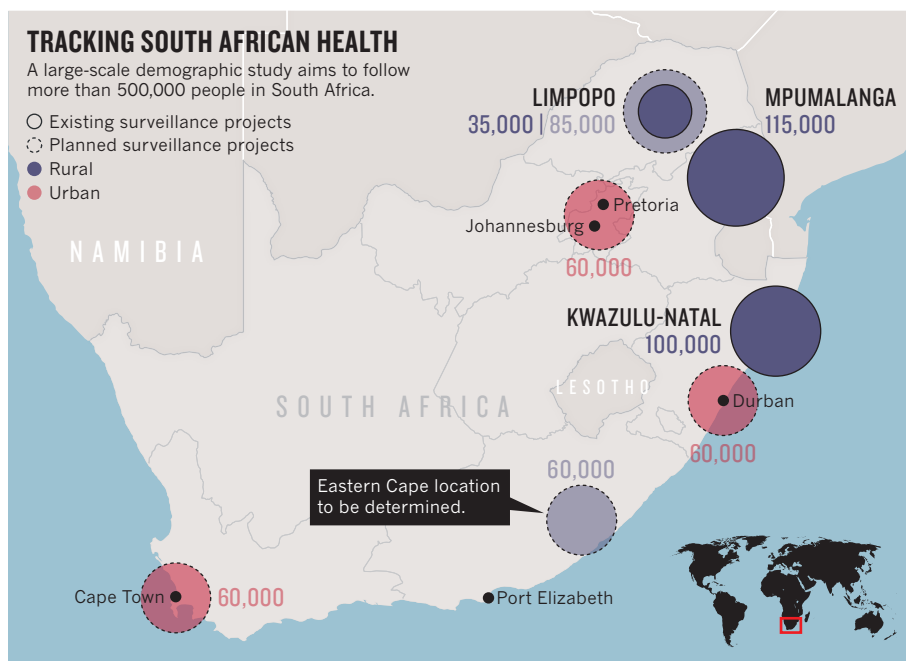 TRACKING SOUTH AFRICAN HEALTH
A large-scale demographic study aims to follow
more than 500,000 people in South Africa.
Existing surveillance projects
Planned surveillance projects
Rural
Urban
LIMPOPO
35,000 | 85,000
MPUMALANGA
115,000
Pretoria
Johannesburg
60,000
NAMIBIA
KWAZULU-NATAL
100,000
LESOTHO
SOUTH AFRICA
Durban
60,000
60,000
Eastern Cape location
to be determined.
Cape Town
60,000
Port Elizabeth